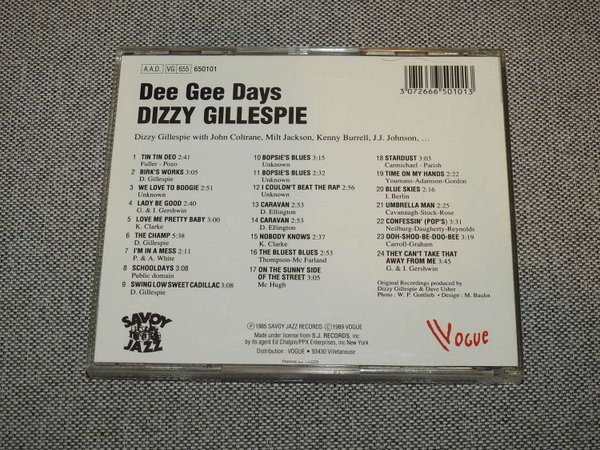 A.A.D. VG 655 650101
3 072666 501013
Dee Gee Days
DIZZY GILLESPIE
Dizzy Gillespie with John Coltrane, Milt Jackson, Kenny Burrell, J.J. Johnson, ...
1 TIN TIN DEO 2:41
Fuller - Pozo
2 BIRK'S WORKS 3:05
D. Gillespie
3 WE LOVE TO BOOGIE 2:51
Unknown
4 LADY BE GOOD 2:40
G. & I. Gershwin
5 LOVE ME PRETTY BABY 3:00
K. Clarke
6 THE CHAMP 5:38
D. Gillespie
7 I'M IN A MESS 2:11
P. & A. White
8 SCHOOLDAYS 3:08
Public domain
9 SWING LOW SWEET CADILLAC 3:08
D. Gillespie
10 BOPSIE'S BLUES 3:15
Unknown
11 BOPSIE'S BLUES 2:32
Unknown
12 I COULDN'T BEAT THE RAP 2:56
Unknown
13 CARAVAN 2:53
D. Ellington
14 CARAVAN 2:53
D. Ellington
15 NOBODY KNOWS 2:37
K. Clarke
16 THE BLUEST BLUES 2:51
Thompson-Mc Farland
17 ON THE SUNNY SIDE
OF THE STREET 3:05
Mc Hugh
18 STARDUST 3:03
Carmichael - Parish
19 TIME ON MY HANDS 2:22
Youmans-Adamson-Gordon
20 BLUE SKIES 2:16
I. Berlin
21 UMBRELLA MAN 2:25
Cavanaugh-Stock-Rose
22 CONFESSIN' (POP'S) 3:31
Neilburg-Daugherty-Reynolds
23 OOH-SHOO-BE-DOO-BEE 3:19
Carroll-Graham
24 THEY CAN'T TAKE THAT
AWAY FROM ME 3:45
G. & I. Gershwin
Original Recordings produced by
Dizzy Gillespie & Dave Usher
Photo : W. P. Gottlieb • Design : M. Baulot
SAVOY
JAZZ
Ⓟ 1985 SAVOY JAZZ RECORDS Ⓒ 1989 VOGUE
Made under license from S.J. RECORDS - inc
by its agent Ed Chalpin/PPX Enterprises, inc New York
Distribution : VOGUE • 93430 Villetaneuse
VOGUE